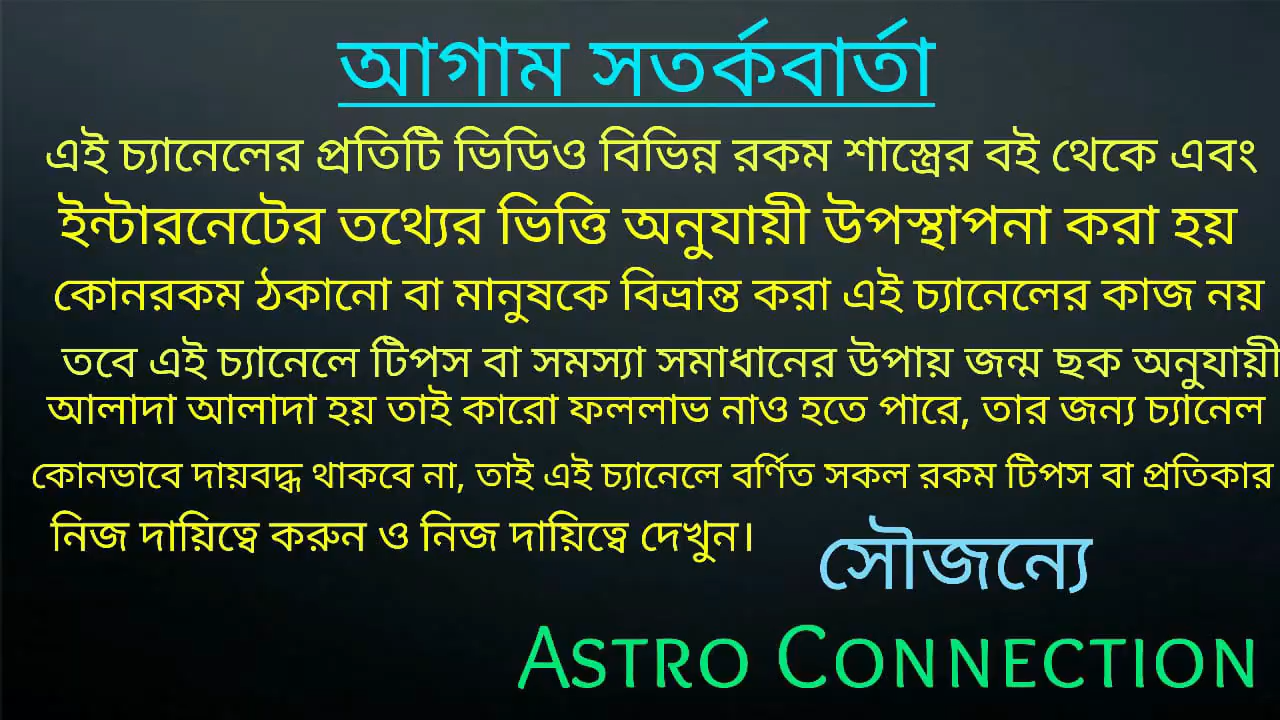 আগাম সতর্কবার্তা
এই চ্যানেলের প্রতিটি ভিডিও বিভিন্ন রকম শাস্ত্রের বই থেকে এবং
ইন্টারনেটের তথ্যের ভিত্তি অনুযায়ী উপস্থাপনা করা হয়
কোনরকম ঠকানো বা মানুষকে বিভ্রান্ত করা এই চ্যানেলের কাজ নয়
তবে এই চ্যানেলে টিপস বা সমস্যা সমাধানের উপায় জন্ম ছক অনুযায়ী
আলাদা আলাদা হয় তাই কারো ফললাভ নাও হতে পারে, তার জন্য চ্যানেল
কোনভাবে দায়বদ্ধ থাকবে না, তাই এই চ্যানেলে বর্ণিত সকল রকম টিপস বা প্রতিকার
নিজ দায়িত্বে করুন ও নিজ দায়িত্বে দেখুন।
সৌজন্যে
ASTRO CONNECTION